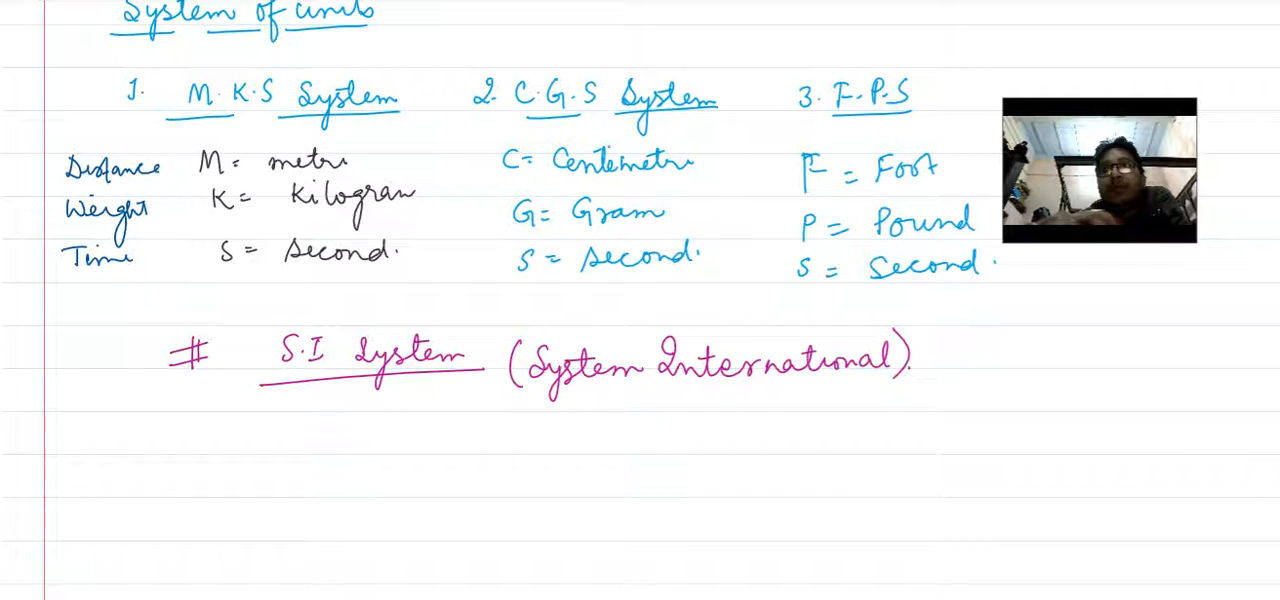 System of units
1. M.K.S System 2. C.G.S System 3. F.P.S
Distance M = metre C = Centimetre F = Foot
Weight K = Kilogram G = Gram P = Pound
Time S = Second. S = Second. S = Second.
# S.I System (System International).